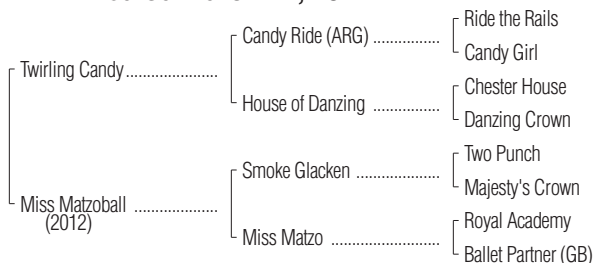 Ride the Rails
Candy Ride (ARG) ................
Candy Girl
Twirling Candy......................
Chester House
House of Danzing ................
Danzing Crown
Two Punch
Smoke Glacken ....................
Majesty's Crown
Miss Matzoball ....................
(2012)
Royal Academy
Miss Matzo ..........................
Ballet Partner (GB)